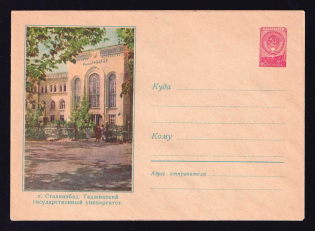 Куда
Кому
Адрес отправителя
г. Сталинабад. Таджикский
государственный университет.